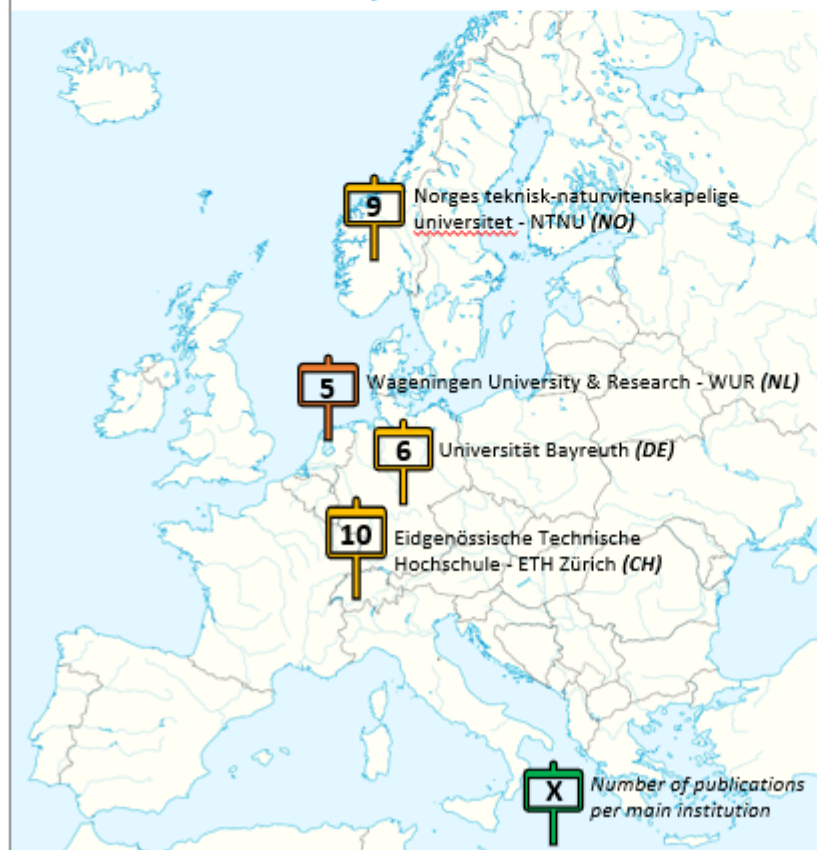 9
Norges teknisk-naturvitenskapelige
universitet - NTNU (NO)
5
Wageningen University & Research - WUR (NL)
6
Universität Bayreuth (DE)
10
Eidgenössische Technische
Hochschule - ETH Zürich (CH)
X
Number of publications
per main institution